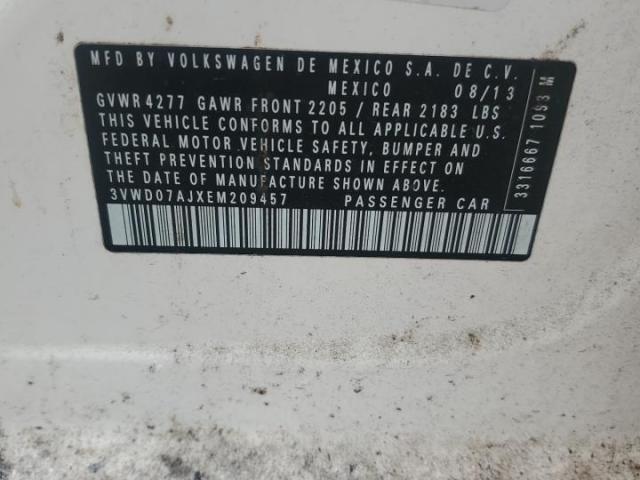 MFD BY VOLKSWAGEN DE MEXICO S.A. DE C.V.
MEXICO 08/13
GVWR 4277 GAWR FRONT 2205 / REAR 2183 LBS
THIS VEHICLE CONFORMS TO ALL APPLICABLE U.S.
FEDERAL MOTOR VEHICLE SAFETY, BUMPER AND
THEFT PREVENTION STANDARDS IN EFFECT ON
THE DATE OF MANUFACTURE SHOWN ABOVE.
3VWD07AJXEM209457 PASSENGER CAR
3316667 1093 M